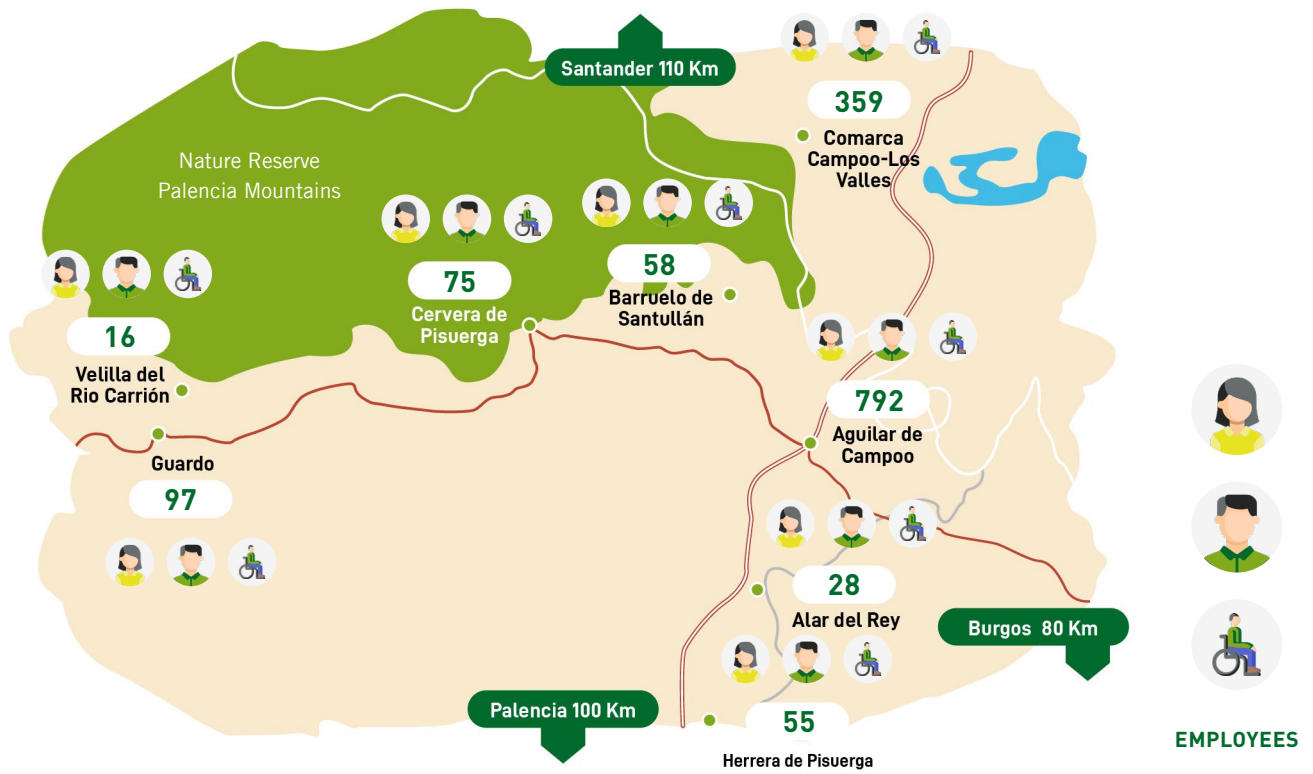 Santander 110 Km
359
Comarca
Campoo-Los
Valles
Nature Reserve
Palencia Mountains
58
Barruelo de
Santullán
75
Cervera de
Pisuerga
16
Velilla del
Rio Carrión
792
Aguilar de
Campoo
Guardo
97
28
Alar del Rey
Burgos 80 Km
Palencia 100 Km
55
Herrera de Pisuerga
EMPLOYEES